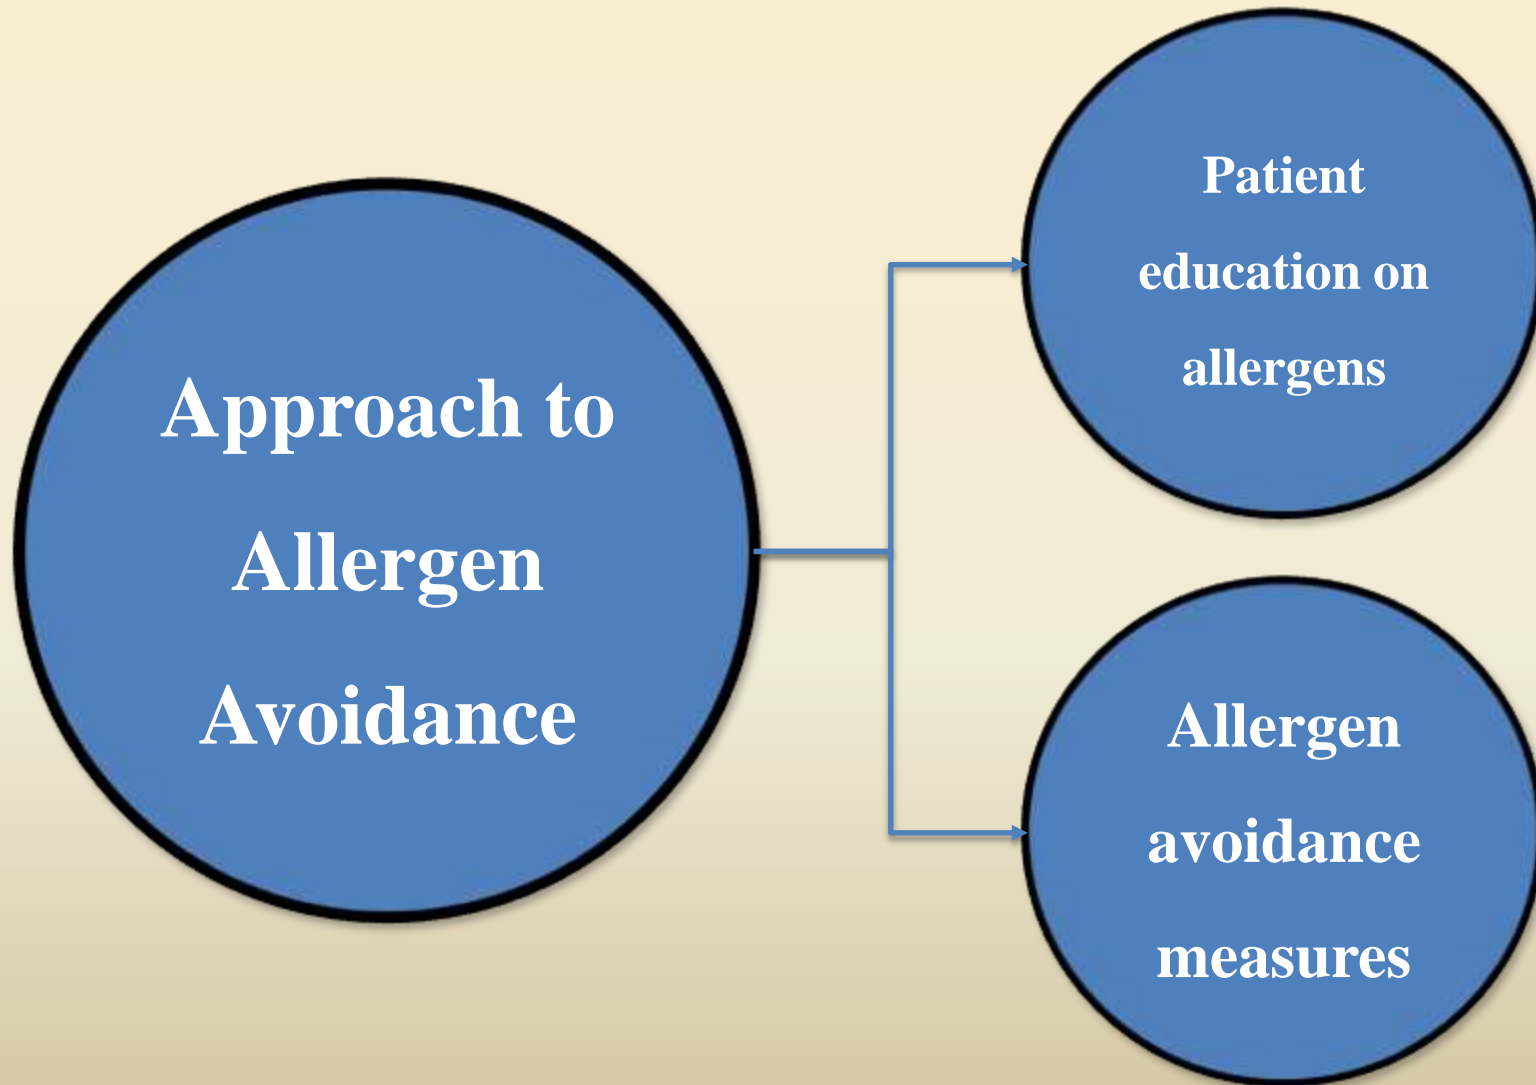 Approach to
Allergen
Avoidance
Patient
education on
allergens
Allergen
avoidance
measures